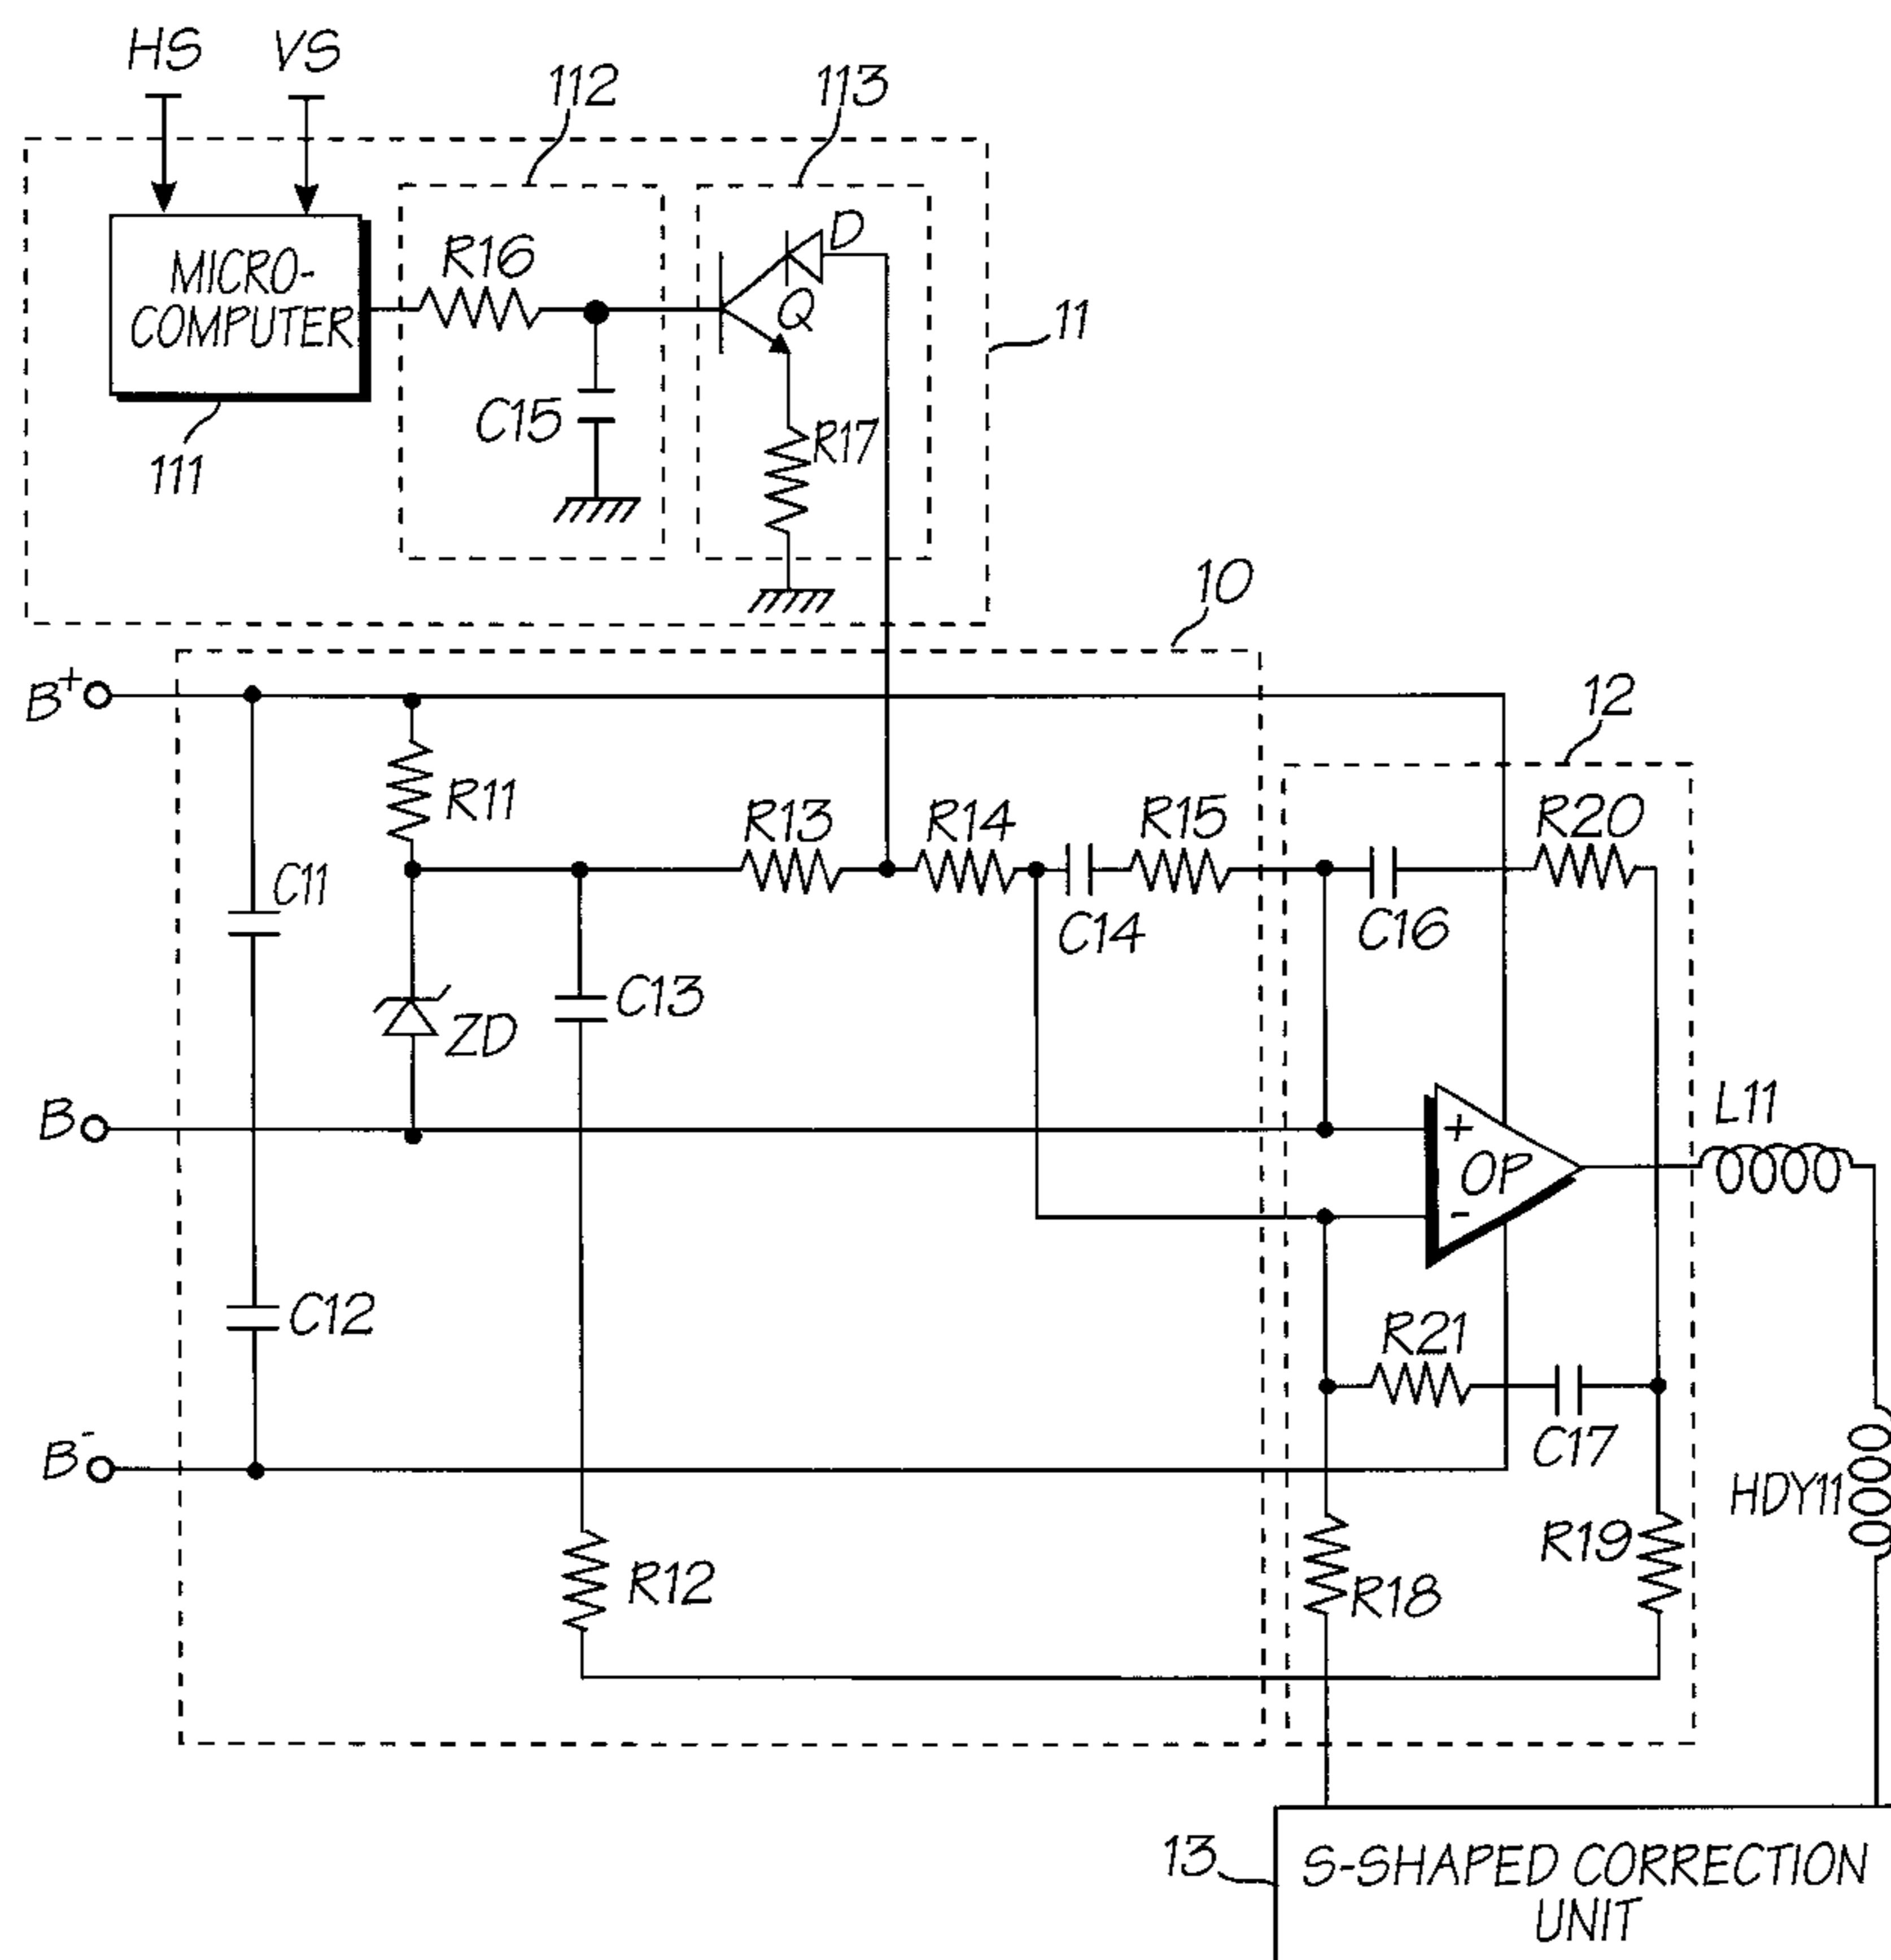 HS
VS
112
113
MICRO-
COMPUTER
R16
D
Q
11
C15
R17
111
10
B+
12
R11
R13
R14
R15
R20
C11
C14
C16
C13
ZD
B
+
OP
-
L11
C12
R21
C17
B-
HDY11
R12
R18
R19
13
S-SHAPED CORRECTION
UNIT